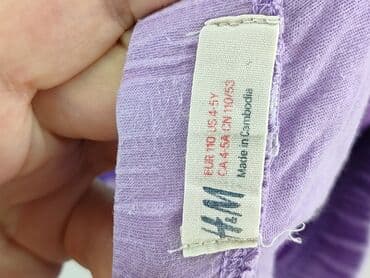 EUR 110 US 4-5Y
CA 4-5A CN 110/53
Made in Cambodia
H&M